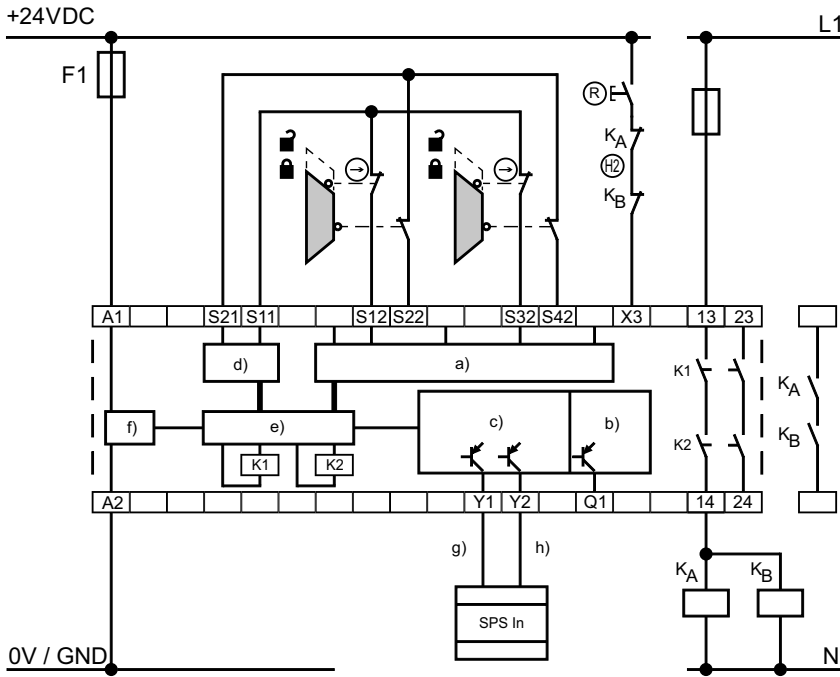 +24VDC
L1
F1
R
KA
H2
KB
A1 S21 S11 S12 S22 S32 S42 X3 13 23
d) a)
K1
KA
c) b)
f) e)
KB
K1 K2
K2
A2 Y1 Y2 Q1 14 24
g) h)
KA KB
SPS In
0V / GND
N